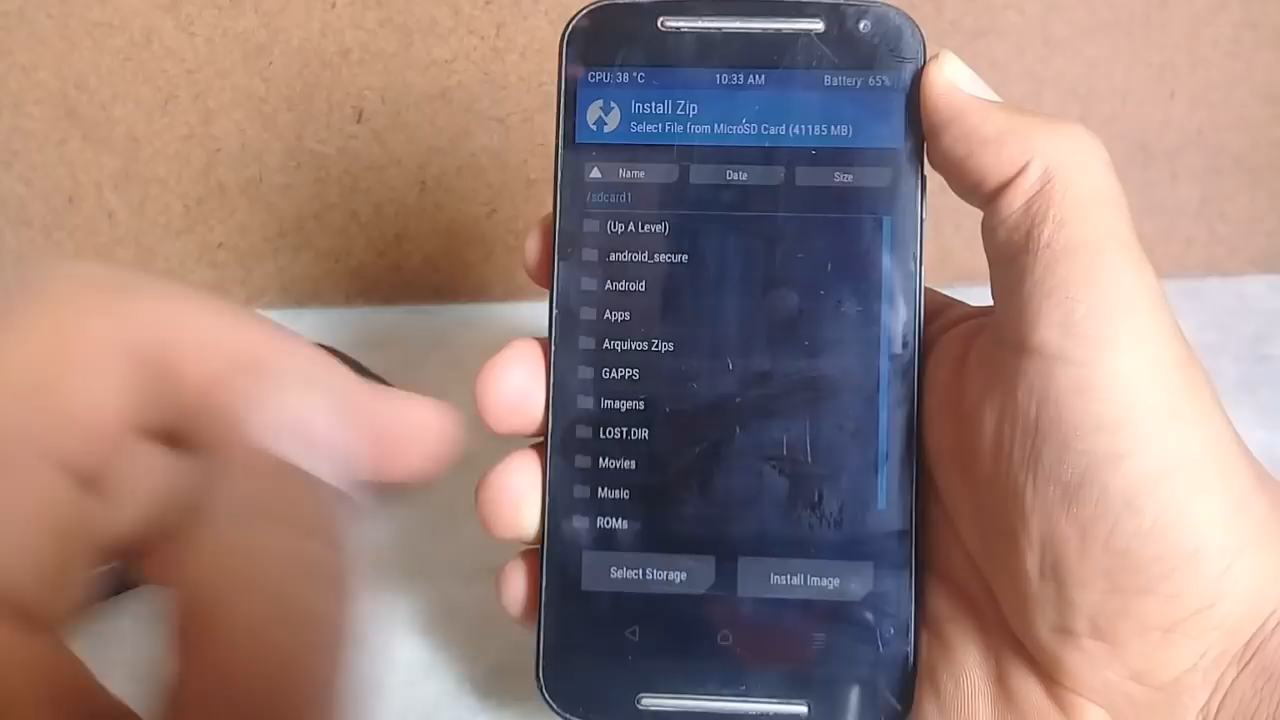 CPU: 38 °C 10:33 AM Battery: 65%
Install Zip
Select File from MicroSD Card (41185 MB)
Name Date Size
/sdcard1
(Up A Level)
.android_secure
Android
Apps
Arquivos Zips
GAPPS
Imagens
LOST.DIR
Movies
Music
ROMs
Select Storage Install Image